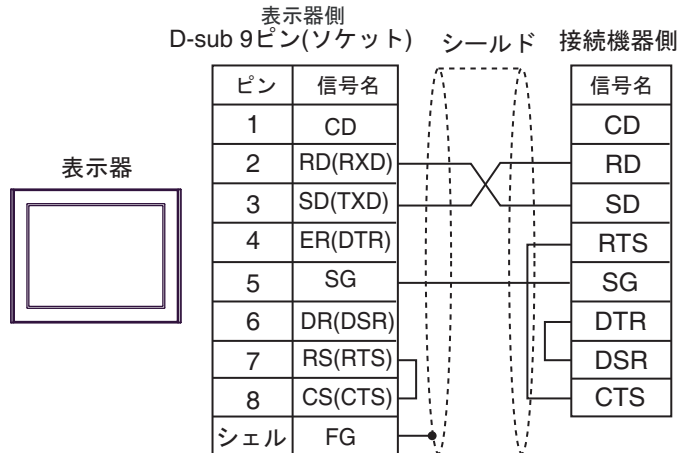 表示器側
D-sub 9ピン(ソケット) シールド 接続機器側
ピン 信号名 信号名
1 CD CD
表示器
2 RD(RXD) RD
3 SD(TXD) SD
4 ER(DTR) RTS
5 SG SG
6 DR(DSR) DTR
7 RS(RTS) DSR
8 CS(CTS) CTS
シェル FG